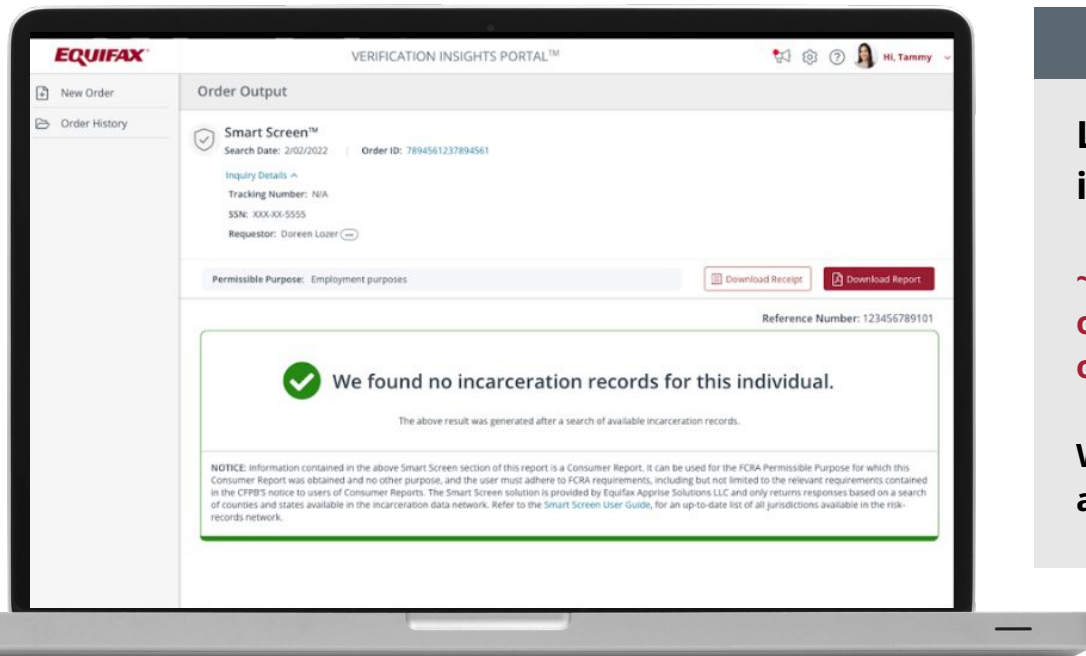 EQUIFAX
VERIFICATION INSIGHTS PORTAL™
Hi, Tammy
New Order
Order History
Order Output
Smart Screen™
Search Date: 2/02/2022 | Order ID: 7894561237894561
Inquiry Details
Tracking Number: N/A
SSN: XXX-XX-5555
Requestor: Doreen Lozer
Permissible Purpose: Employment purposes
Download Receipt
Download Report
Reference Number: 123456789101
We found no incarceration records for this individual.
The above result was generated after a search of available incarceration records.
NOTICE: Information contained in the above Smart Screen section of this report is a Consumer Report. It can be used for the FCRA Permissible Purpose for which this
Consumer Report was obtained and no other purpose, and the user must adhere to FCRA requirements, including but not limited to the relevant requirements contained
in the CFPB'S notice to users of Consumer Reports. The Smart Screen solution is provided by Equifax Apprise Solutions LLC and only returns responses based on a search
of counties and states available in the incarceration data network. Refer to the Smart Screen User Guide, for an up-to-date list of all jurisdictions available in the risk-
records network.